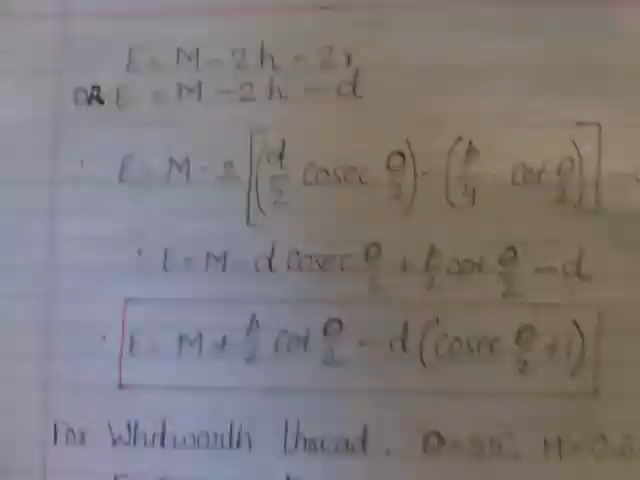 E = M - 2h - 2r
OR E = M - 2h - d
E = M - 2 [(d/2 cosec θ/2) - (p/4 cot θ/2)] -
E = M - d cosec θ/2 + p/2 cot θ/2 - d
E = M + p/2 cot θ/2 - d (cosec θ/2 + 1)
For Whitworth thread, θ = 55°, H = 0.